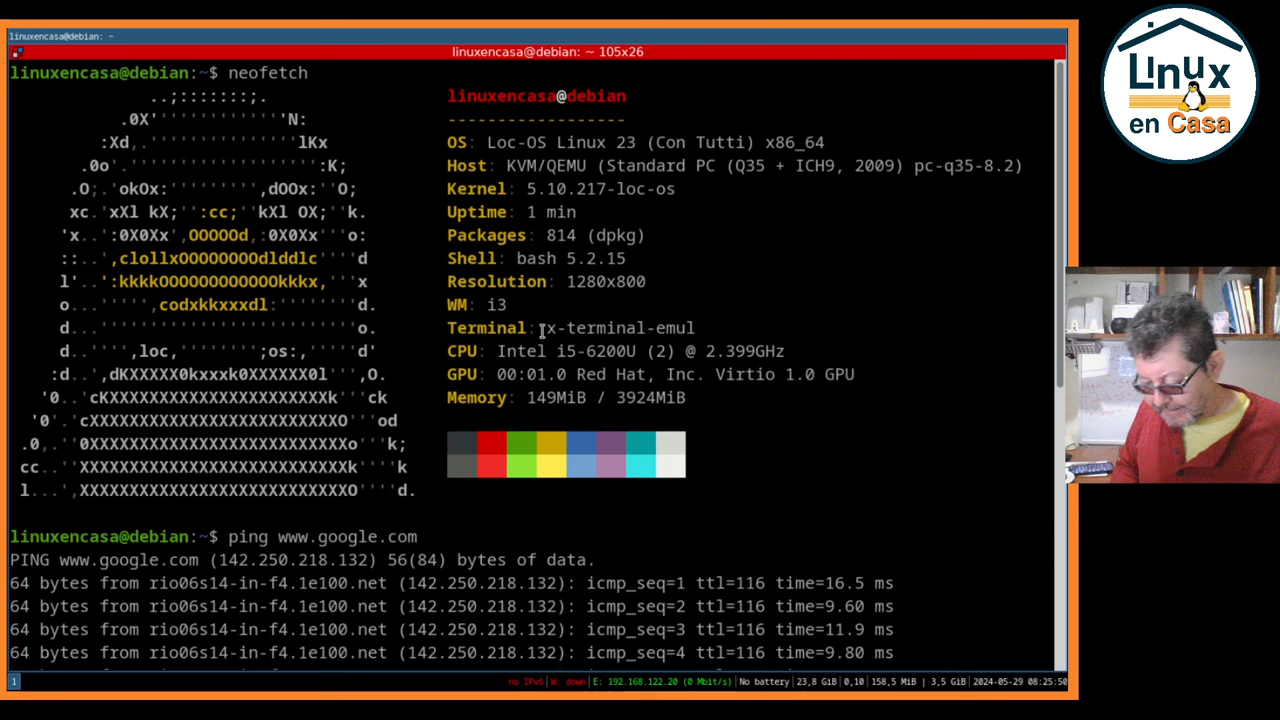 linuxencasa@debian: ~
linuxencasa@debian: ~ 105x26
linuxencasa@debian:~$ neofetch
linuxencasa@debian
------------------
OS: Loc-OS Linux 23 (Con Tutti) x86_64
Host: KVM/QEMU (Standard PC (Q35 + ICH9, 2009) pc-q35-8.2)
Kernel: 5.10.217-loc-os
Uptime: 1 min
Packages: 814 (dpkg)
Shell: bash 5.2.15
Resolution: 1280x800
WM: i3
Terminal: x-terminal-emul
CPU: Intel i5-6200U (2) @ 2.399GHz
GPU: 00:01.0 Red Hat, Inc. Virtio 1.0 GPU
Memory: 149MiB / 3924MiB
linuxencasa@debian:~$ ping www.google.com
PING www.google.com (142.250.218.132) 56(84) bytes of data.
64 bytes from rio06s14-in-f4.1e100.net (142.250.218.132): icmp_seq=1 ttl=116 time=16.5 ms
64 bytes from rio06s14-in-f4.1e100.net (142.250.218.132): icmp_seq=2 ttl=116 time=9.60 ms
64 bytes from rio06s14-in-f4.1e100.net (142.250.218.132): icmp_seq=3 ttl=116 time=11.9 ms
64 bytes from rio06s14-in-f4.1e100.net (142.250.218.132): icmp_seq=4 ttl=116 time=9.80 ms
1
no IPv6|W: down|E: 192.168.122.20 (0 Mbit/s)|No battery|23,8 GiB|0,10|158,5 MiB | 3,5 GiB|2024-05-29 08:25:50
Linux
en Casa